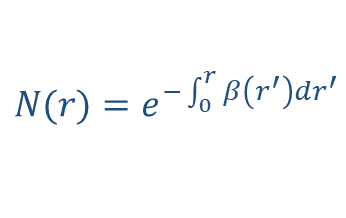 N(r) = e^{-∫_0^r β(r′)dr′}